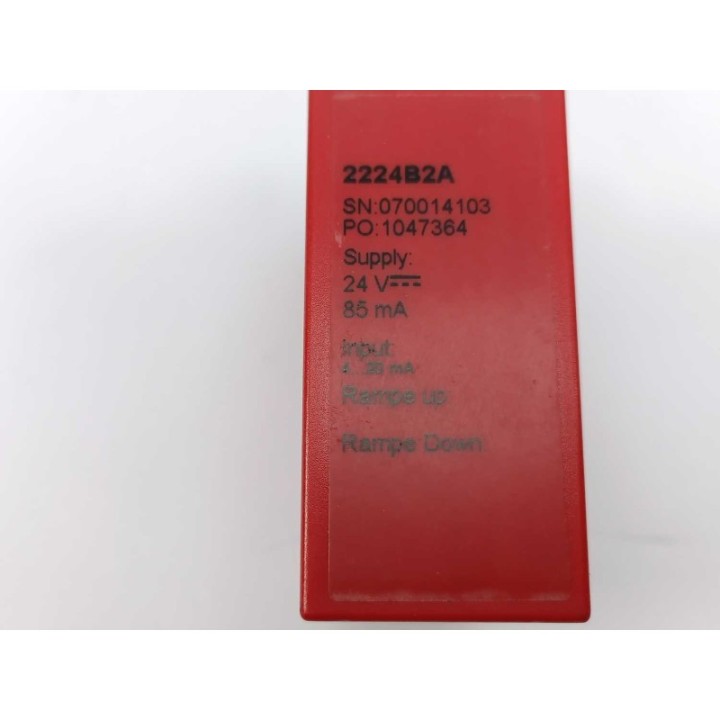 2224B2A
SN:070014103
PO:1047364
Supply:
24 V⎓
85 mA
Input:
4...20 mA
Rampe up
Rampe Down